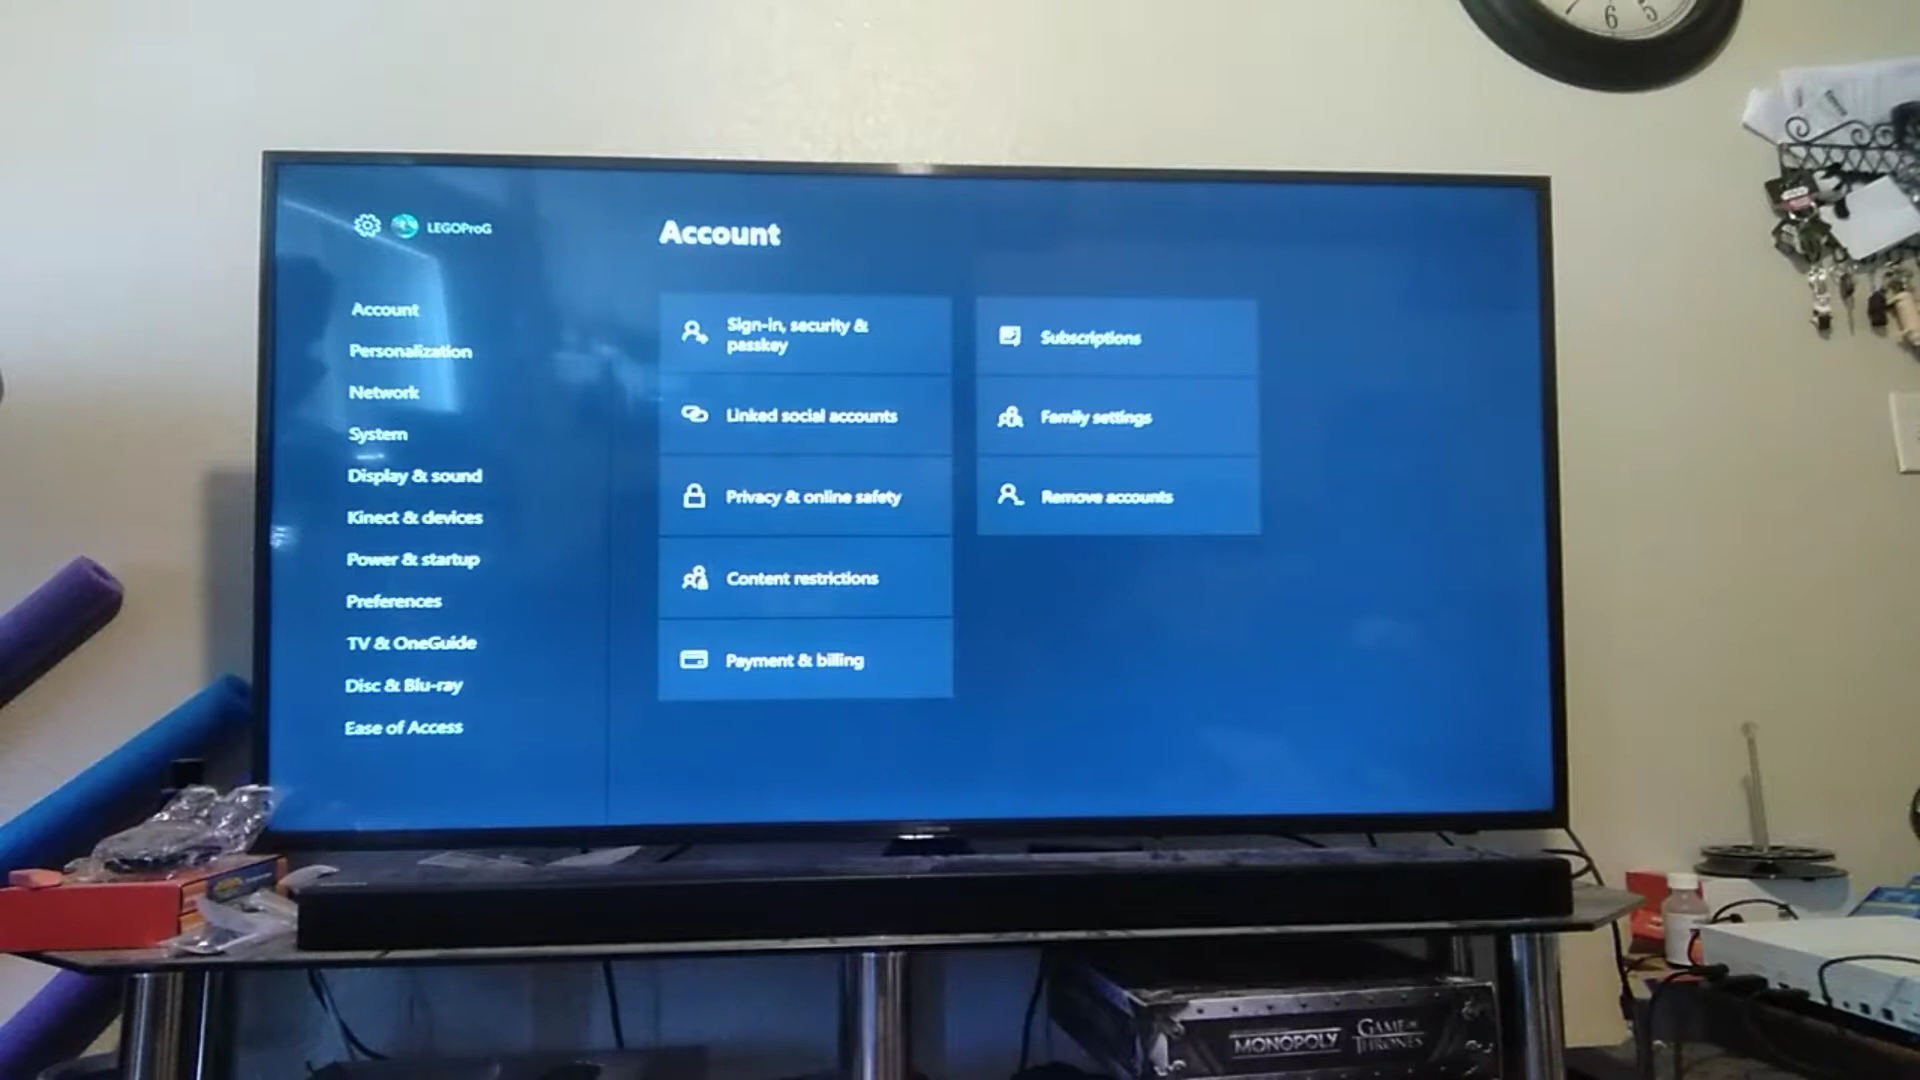 6
5
LEGOProG
Account
Account
Personalization
Network
System
Display & sound
Kinect & devices
Power & startup
Preferences
TV & OneGuide
Disc & Blu-ray
Ease of Access
Sign-in, security &
passkey
Linked social accounts
Privacy & online safety
Content restrictions
Payment & billing
Subscriptions
Family settings
Remove accounts
MONOPOLY
GAME OF
THRONES